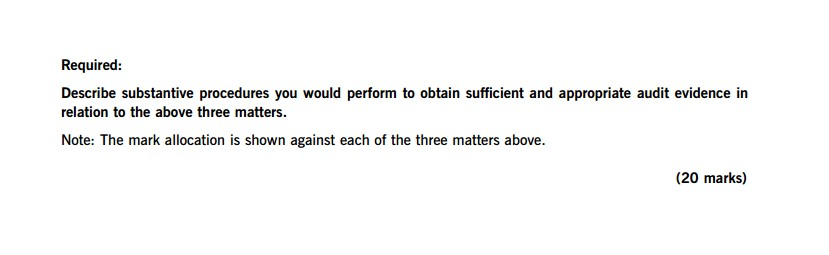 Required:
Describe substantive procedures you would perform to obtain sufficient and appropriate audit evidence in
relation to the above three matters.
Note: The mark allocation is shown against each of the three matters above.
(20 marks)